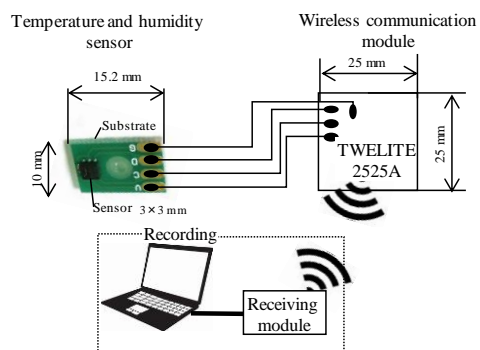 Temperature and humidity
sensor
Wireless communication
module
15.2 mm
25 mm
Substrate
10 mm
25 mm
TWELITE
2525A
Sensor
3×3 mm
Recording
Receiving
module